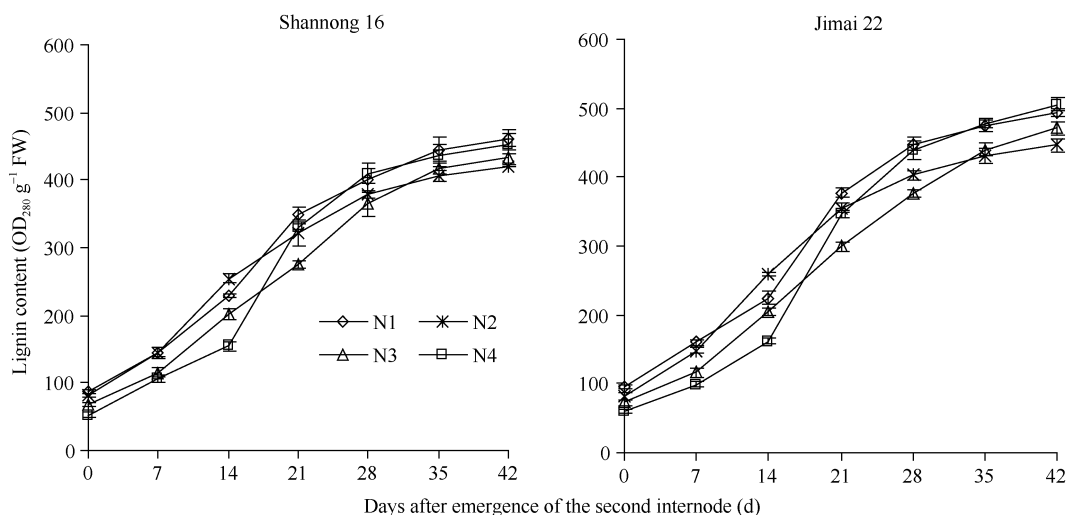 Shannong 16
Jimai 22
600
500
400
300
200
100
0
0 7 14 21 28 35 42
600
500
400
300
200
100
0
0 7 14 21 28 35 42
Lignin content (OD₂₈₀ g⁻¹ FW)
N1 N2
N3 N4
Days after emergence of the second internode (d)